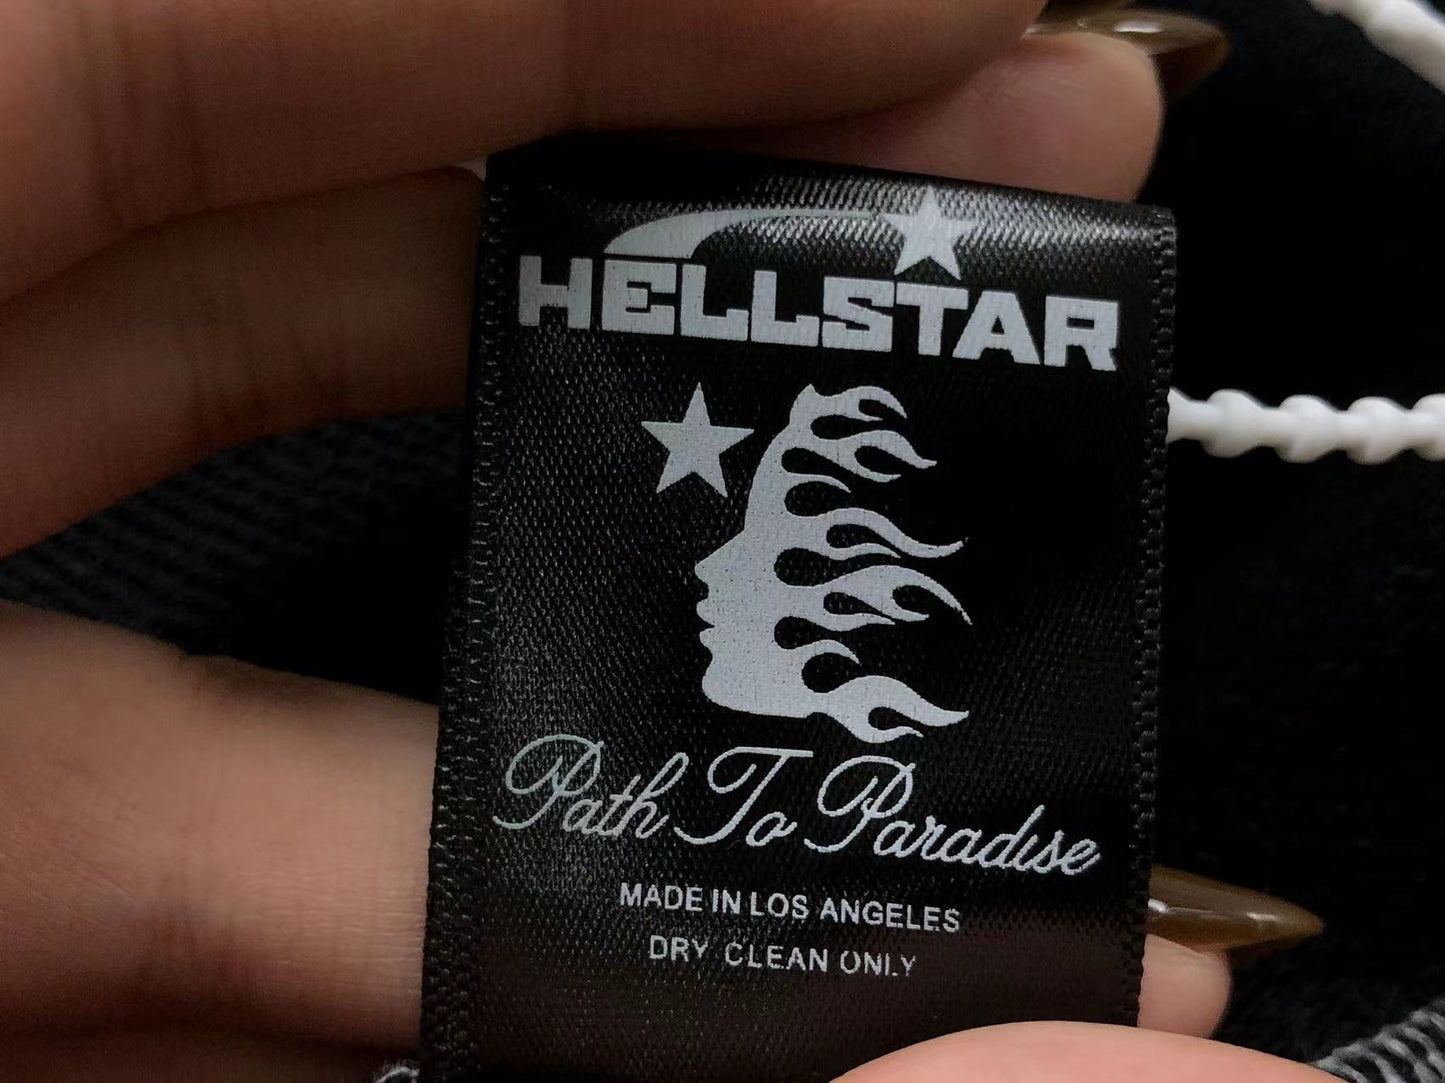 HELLSTAR
Path To Paradise
MADE IN LOS ANGELES
DRY CLEAN ONLY